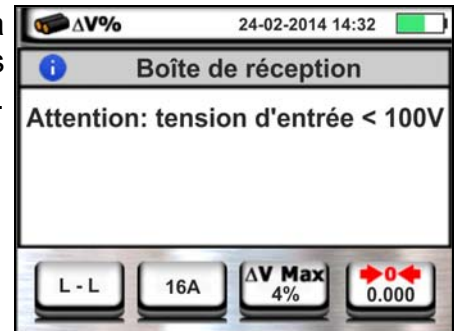 a
s
.
ΔV%
24-02-2014 14:32
i
Boîte de réception
Attention: tension d'entrée < 100V
L - L
16A
ΔV Max
4%
0
0.000